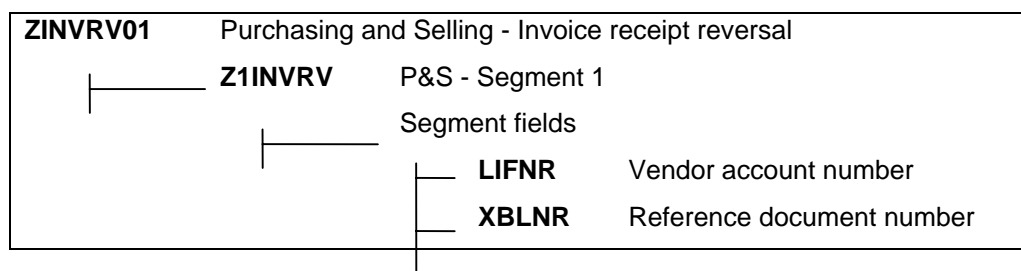 ZINVRV01 Purchasing and Selling - Invoice receipt reversal
Z1INVRV P&S - Segment 1
Segment fields
LIFNR Vendor account number
XBLNR Reference document number